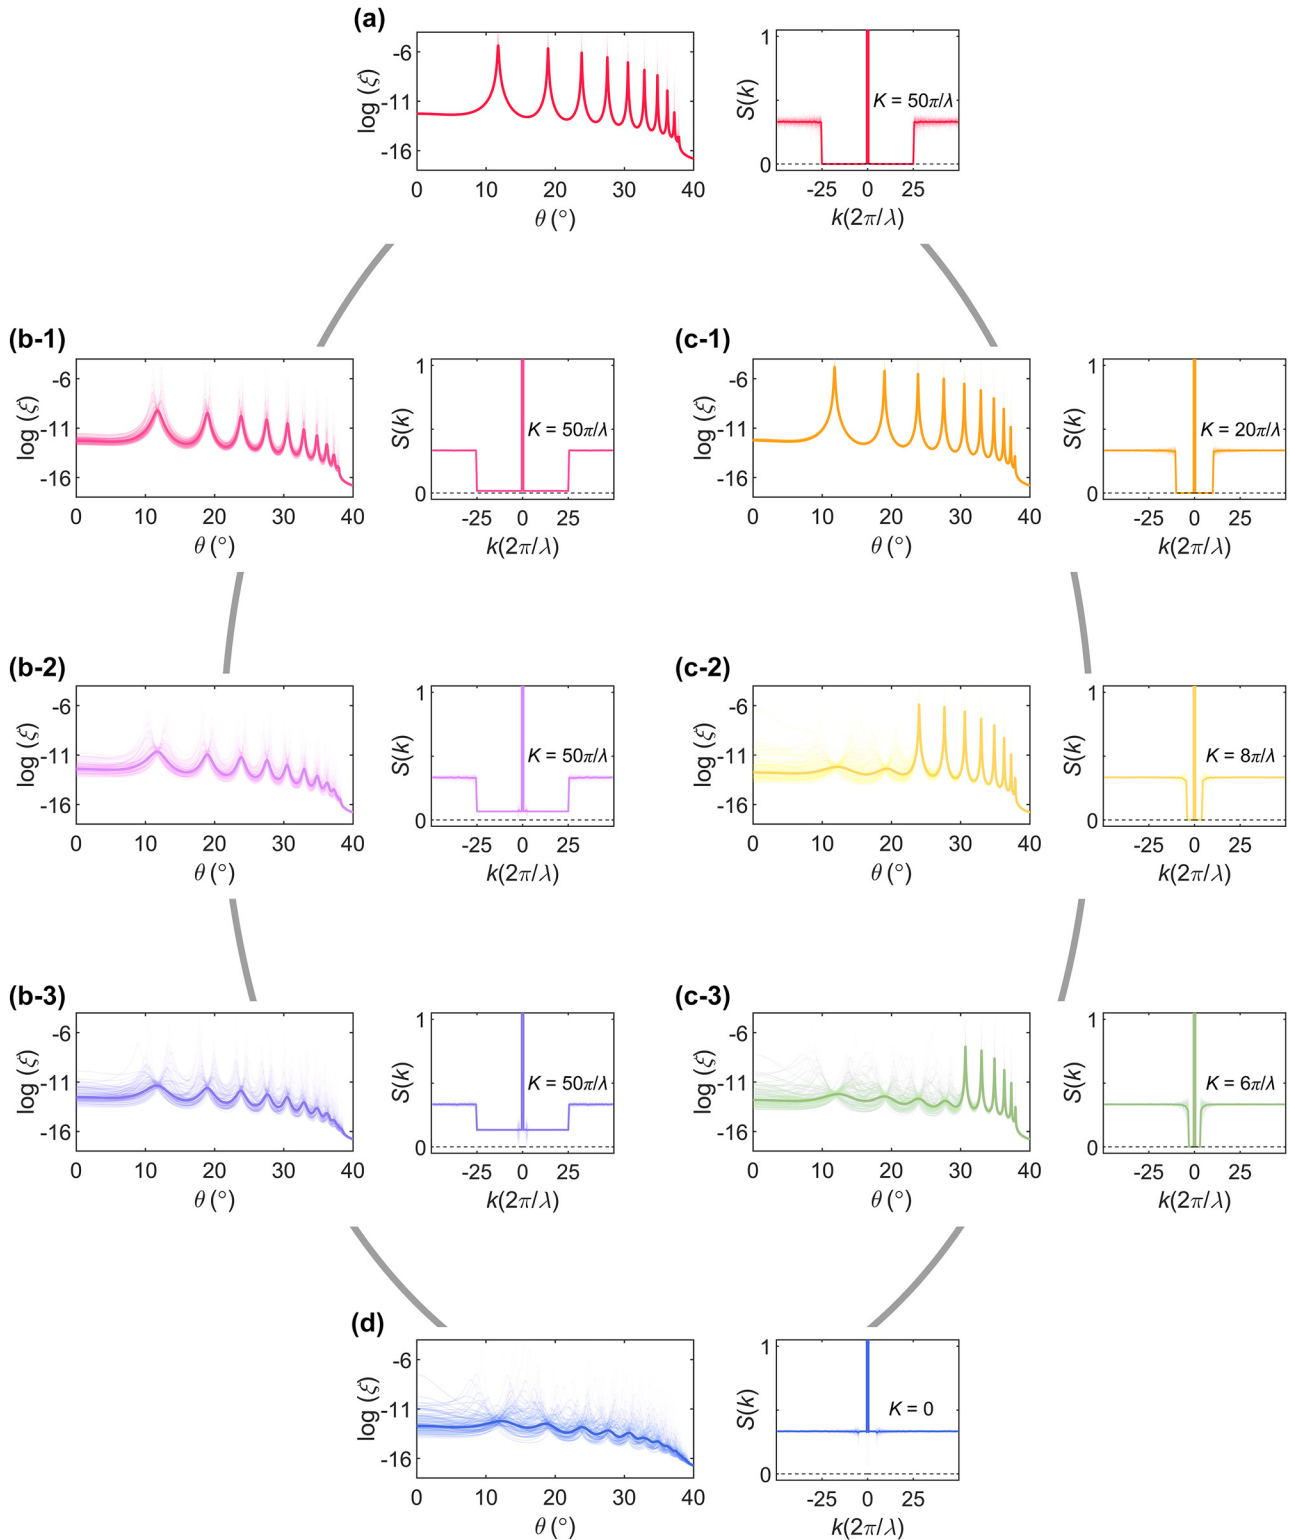 (a)
log (ξ)
-6
-11
-16
0 10 20 30 40
θ (°)
S(k)
1
0
K = 50π/λ
-25 0 25
k(2π/λ)
(b-1)
log (ξ)
-6
-11
-16
0 10 20 30 40
θ (°)
S(k)
1
0
K = 50π/λ
-25 0 25
k(2π/λ)
(c-1)
log (ξ)
-6
-11
-16
0 10 20 30 40
θ (°)
S(k)
1
0
K = 20π/λ
-25 0 25
k(2π/λ)
(b-2)
log (ξ)
-6
-11
-16
0 10 20 30 40
θ (°)
S(k)
1
0
K = 50π/λ
-25 0 25
k(2π/λ)
(c-2)
log (ξ)
-6
-11
-16
0 10 20 30 40
θ (°)
S(k)
1
0
K = 8π/λ
-25 0 25
k(2π/λ)
(b-3)
log (ξ)
-6
-11
-16
0 10 20 30 40
θ (°)
S(k)
1
0
K = 50π/λ
-25 0 25
k(2π/λ)
(c-3)
log (ξ)
-6
-11
-16
0 10 20 30 40
θ (°)
S(k)
1
0
K = 6π/λ
-25 0 25
k(2π/λ)
(d)
log (ξ)
-6
-11
-16
0 10 20 30 40
θ (°)
S(k)
1
0
K = 0
-25 0 25
k(2π/λ)